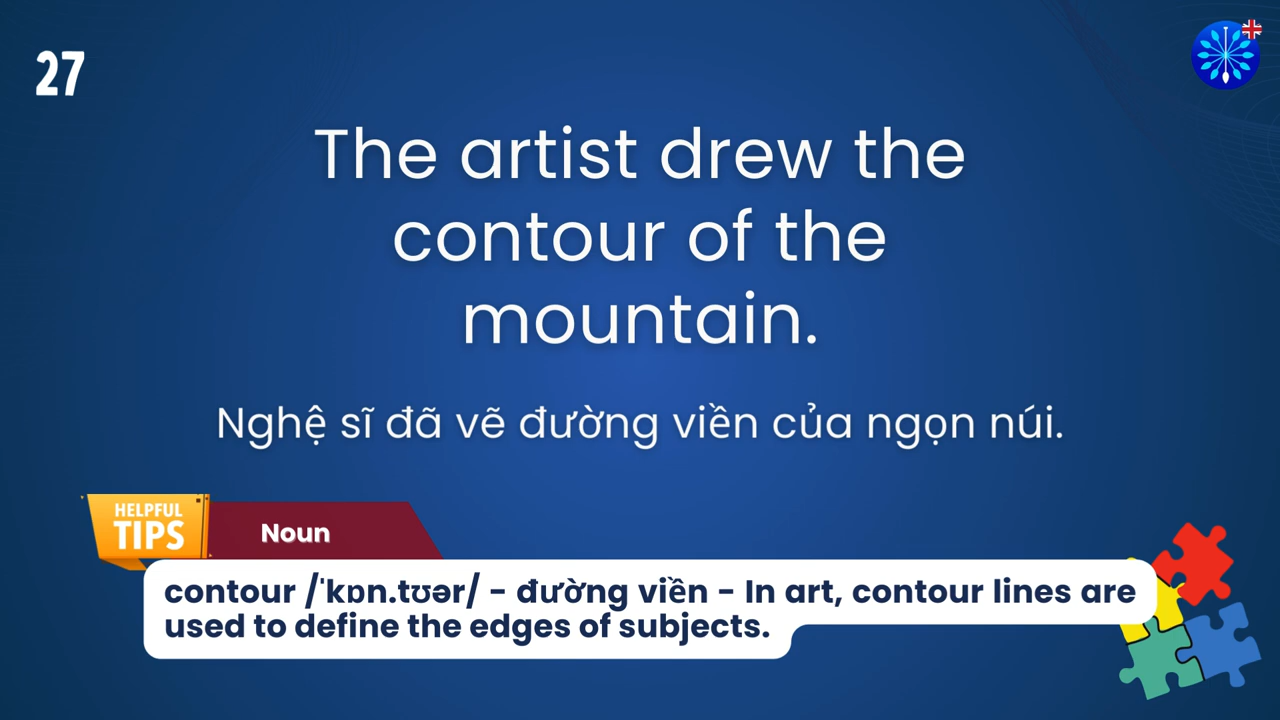 27
The artist drew the
contour of the
mountain.
Nghệ sĩ đã vẽ đường viền của ngọn núi.
HELPFUL
TIPS
Noun
contour /ˈkɒn.tʊər/ - đường viền - In art, contour lines are
used to define the edges of subjects.